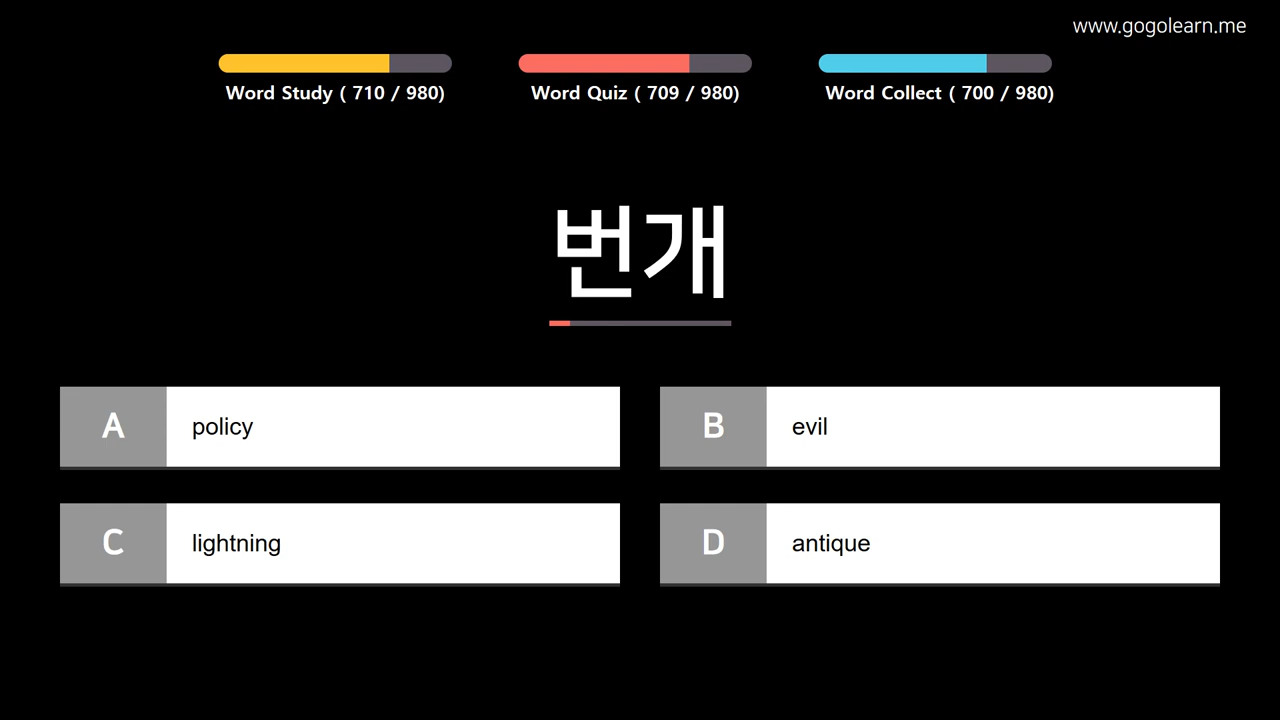 www.gogolearn.me
Word Study ( 710 / 980)
Word Quiz ( 709 / 980)
Word Collect ( 700 / 980)
번개
A policy
B evil
C lightning
D antique